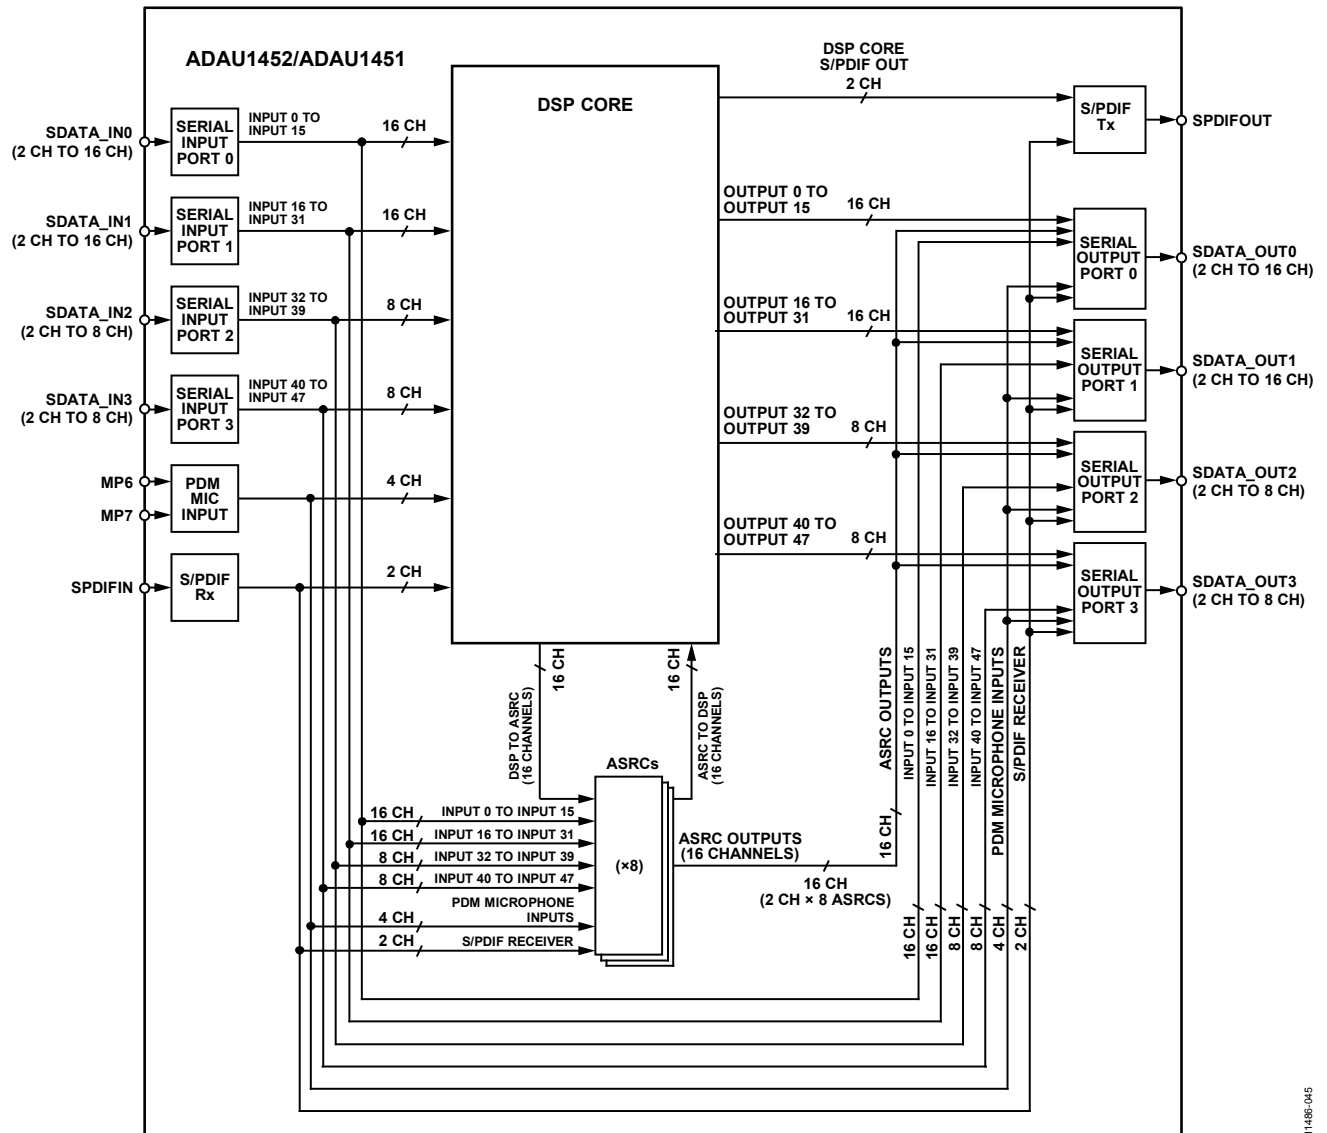 ADAU1452/ADAU1451
DSP CORE
DSP CORE
S/PDIF OUT
2 CH
S/PDIF
Tx
SPDIFOUT
SDATA_IN0
(2 CH TO 16 CH)
SERIAL
INPUT
PORT 0
INPUT 0 TO
INPUT 15
16 CH
SDATA_IN1
(2 CH TO 16 CH)
SERIAL
INPUT
PORT 1
INPUT 16 TO
INPUT 31
16 CH
SDATA_IN2
(2 CH TO 8 CH)
SERIAL
INPUT
PORT 2
INPUT 32 TO
INPUT 39
8 CH
SDATA_IN3
(2 CH TO 8 CH)
SERIAL
INPUT
PORT 3
INPUT 40 TO
INPUT 47
8 CH
MP6
MP7
PDM
MIC
INPUT
4 CH
SPDIFIN
S/PDIF
Rx
2 CH
OUTPUT 0 TO
OUTPUT 15
16 CH
SERIAL
OUTPUT
PORT 0
SDATA_OUT0
(2 CH TO 16 CH)
OUTPUT 16 TO
OUTPUT 31
16 CH
SERIAL
OUTPUT
PORT 1
SDATA_OUT1
(2 CH TO 16 CH)
OUTPUT 32 TO
OUTPUT 39
8 CH
SERIAL
OUTPUT
PORT 2
SDATA_OUT2
(2 CH TO 8 CH)
OUTPUT 40 TO
OUTPUT 47
8 CH
SERIAL
OUTPUT
PORT 3
SDATA_OUT3
(2 CH TO 8 CH)
16 CH
DSP TO ASRC
(16 CHANNELS)
16 CH
ASRC TO DSP
(16 CHANNELS)
ASRCs
(×8)
16 CH
INPUT 0 TO INPUT 15
16 CH
INPUT 16 TO INPUT 31
8 CH
INPUT 32 TO INPUT 39
8 CH
INPUT 40 TO INPUT 47
4 CH
PDM MICROPHONE
INPUTS
2 CH
S/PDIF RECEIVER
ASRC OUTPUTS
(16 CHANNELS)
16 CH
(2 CH × 8 ASRCS)
ASRC OUTPUTS
16 CH
INPUT 0 TO INPUT 15
16 CH
INPUT 16 TO INPUT 31
16 CH
INPUT 32 TO INPUT 39
8 CH
INPUT 40 TO INPUT 47
8 CH
PDM MICROPHONE INPUTS
4 CH
S/PDIF RECEIVER
2 CH